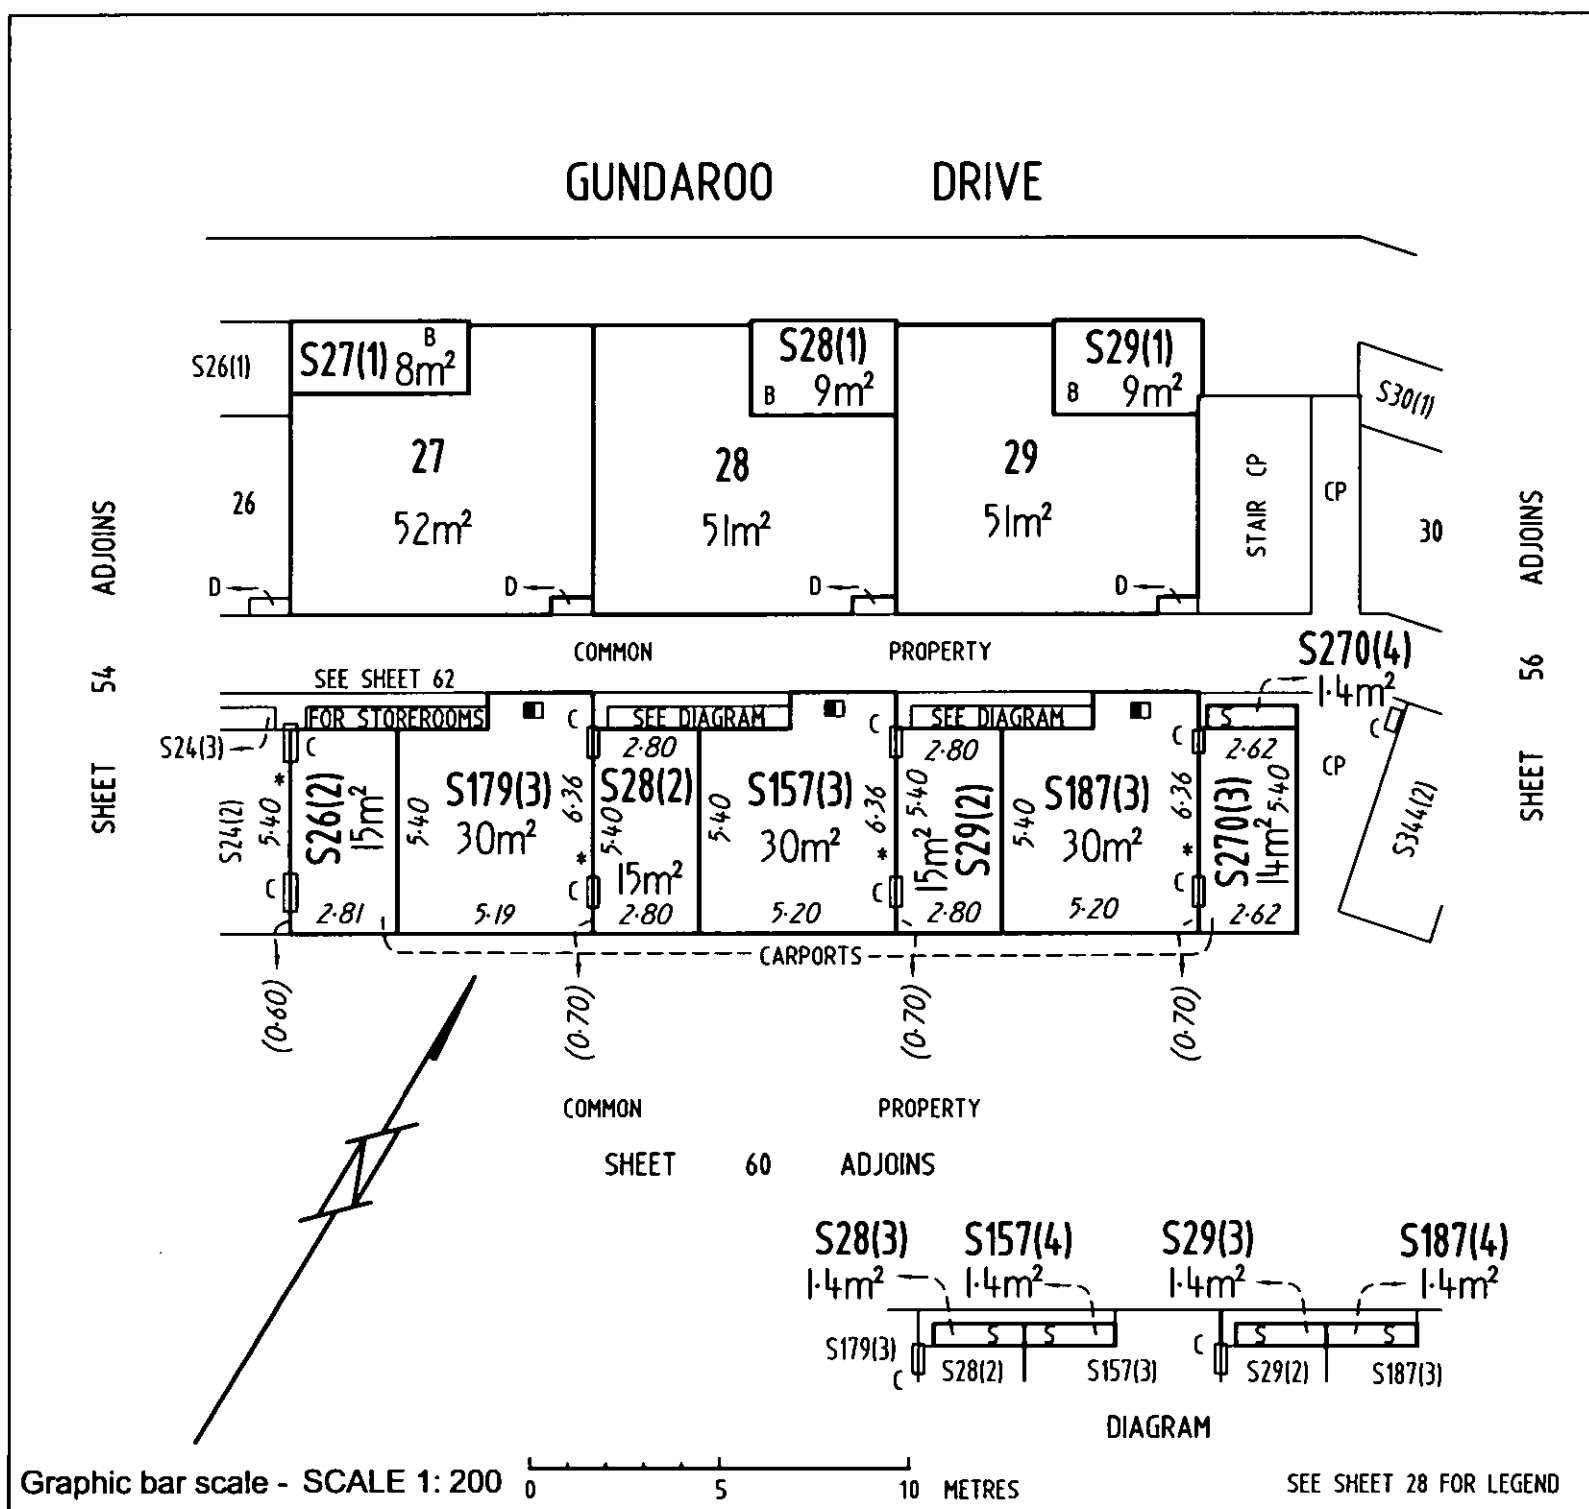 GUNDAROO DRIVE
S26(1)
S27(1) B 8m²
S28(1)
B 9m²
S29(1)
B 9m²
S30(1)
27
52m²
28
51m²
29
51m²
26
STAIR CP
CP
30
D
D
D
D
SHEET 54 ADJOINS
SHEET 56 ADJOINS
COMMON PROPERTY
S270(4)
1.4m²
SEE SHEET 62
FOR STOREROOMS
SEE DIAGRAM
SEE DIAGRAM
S
S24(3)
C
C
C
C
C
2.80
2.80
2.62
CP
S24(2)
5.40
*
S26(2)
15m²
5.40
S179(3)
30m²
6.36
*
5.40
S28(2)
15m²
5.40
S157(3)
30m²
6.36
*
5.40
15m²
S29(2)
5.40
S187(3)
30m²
6.36
*
S270(3)
14m²
5.40
S344(2)
C
C
C
C
2.81
5.19
2.80
5.20
2.80
5.20
2.62
CARPORTS
(0.60)
(0.70)
(0.70)
(0.70)
N
COMMON PROPERTY
SHEET 60 ADJOINS
S28(3) S157(4) S29(3) S187(4)
1.4m² 1.4m² 1.4m² 1.4m²
S S S S
S179(3) C S28(2) S157(3) C S29(2) S187(3)
DIAGRAM
Graphic bar scale - SCALE 1: 200
0 5 10 METRES
SEE SHEET 28 FOR LEGEND